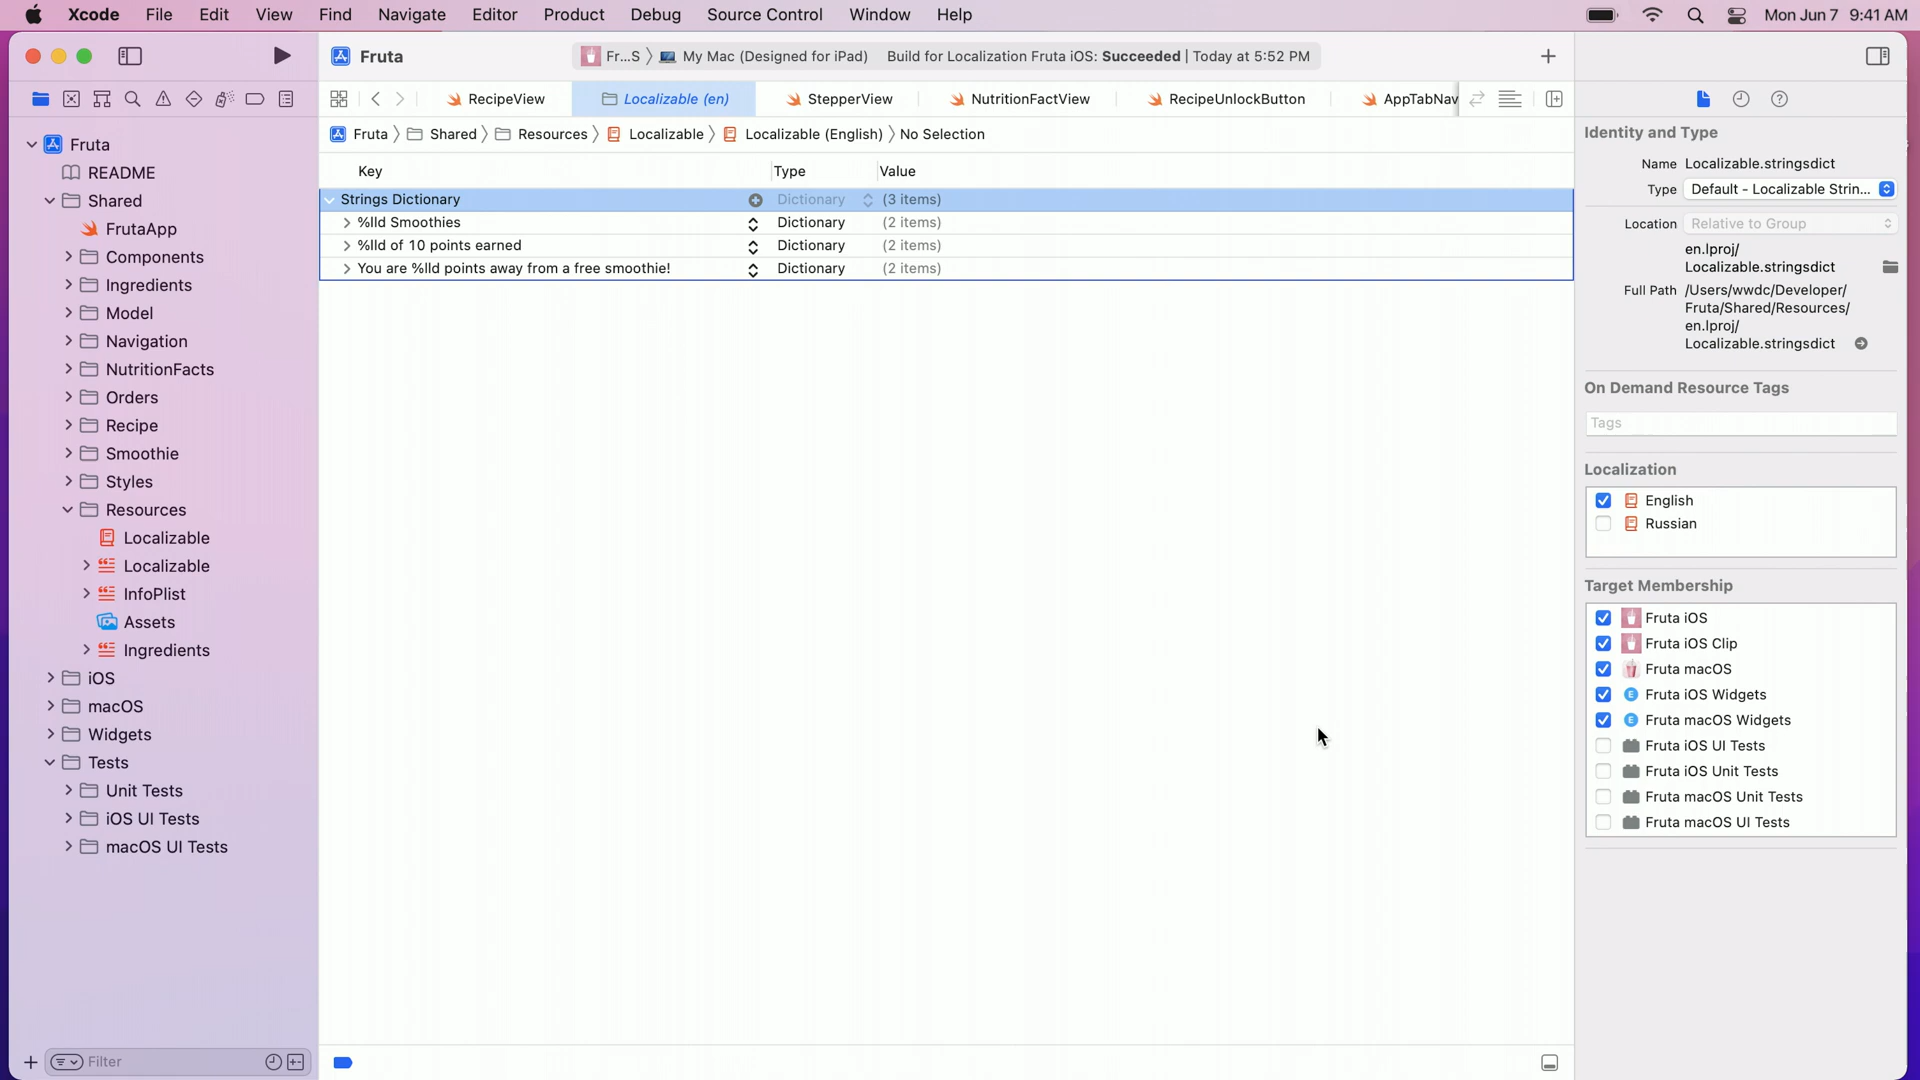 Xcode File Edit View Find Navigate Editor Product Debug Source Control Window Help Mon Jun 7 9:41 AM
Fruta Fr...S 〉 My Mac (Designed for iPad) Build for Localization Fruta iOS: Succeeded | Today at 5:52 PM
RecipeView Localizable (en) StepperView NutritionFactView RecipeUnlockButton AppTabNav
Fruta 〉 Shared 〉 Resources 〉 Localizable 〉 Localizable (English) 〉 No Selection
Fruta
README
Shared
FrutaApp
Components
Ingredients
Model
Navigation
NutritionFacts
Orders
Recipe
Smoothie
Styles
Resources
Localizable
Localizable
InfoPlist
Assets
Ingredients
iOS
macOS
Widgets
Tests
Unit Tests
iOS UI Tests
macOS UI Tests
Filter
Key Type Value
Strings Dictionary Dictionary (3 items)
%lld Smoothies Dictionary (2 items)
%lld of 10 points earned Dictionary (2 items)
You are %lld points away from a free smoothie! Dictionary (2 items)
Identity and Type
Name Localizable.stringsdict
Type Default - Localizable Strin...
Location Relative to Group
en.lproj/
Localizable.stringsdict
Full Path /Users/wwdc/Developer/
Fruta/Shared/Resources/
en.lproj/
Localizable.stringsdict
On Demand Resource Tags
Tags
Localization
English
Russian
Target Membership
Fruta iOS
Fruta iOS Clip
Fruta macOS
E Fruta iOS Widgets
E Fruta macOS Widgets
Fruta iOS UI Tests
Fruta iOS Unit Tests
Fruta macOS Unit Tests
Fruta macOS UI Tests